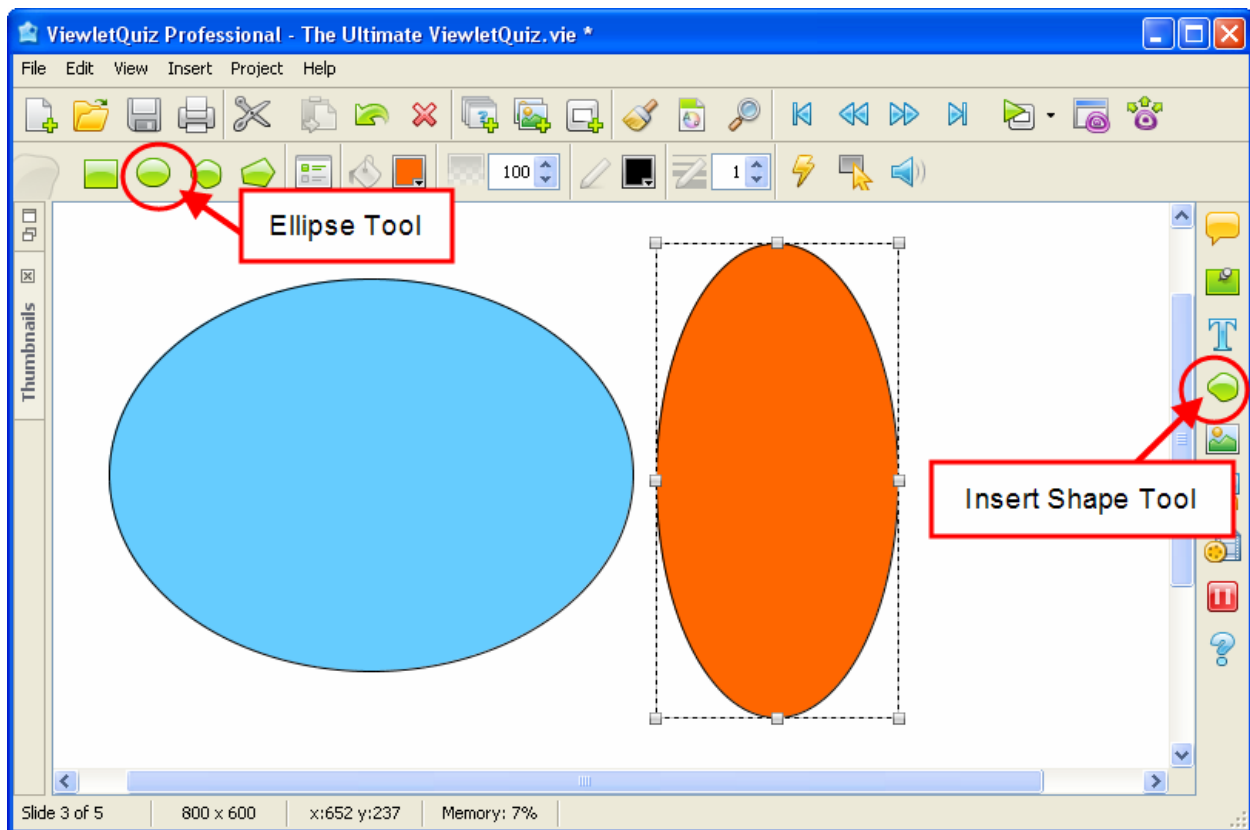 ViewletQuiz Professional - The Ultimate ViewletQuiz.vie *
File Edit View Insert Project Help
100
1
Ellipse Tool
Thumbnails
T
Insert Shape Tool
Slide 3 of 5 800 x 600 x:652 y:237 Memory: 7%